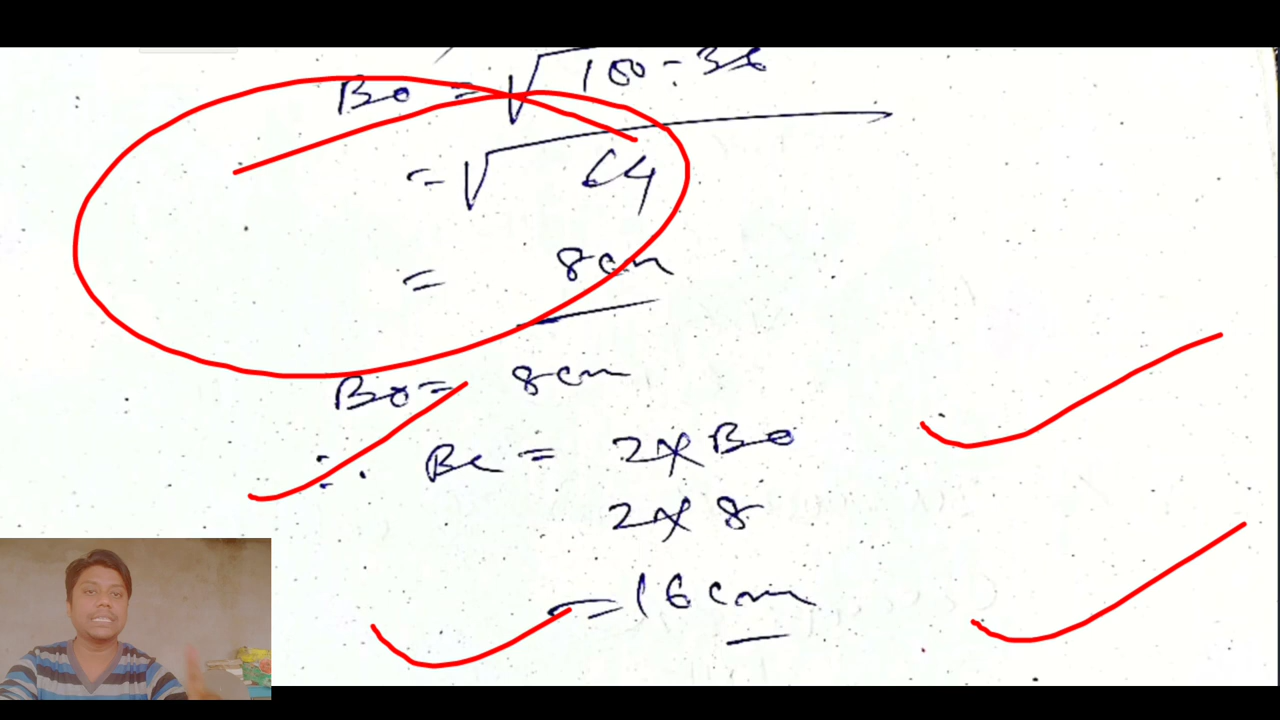 BO = √100-36
= √64
= 8cm
BO = 8cm
∴ BC = 2×BO
2×8
= 16cm